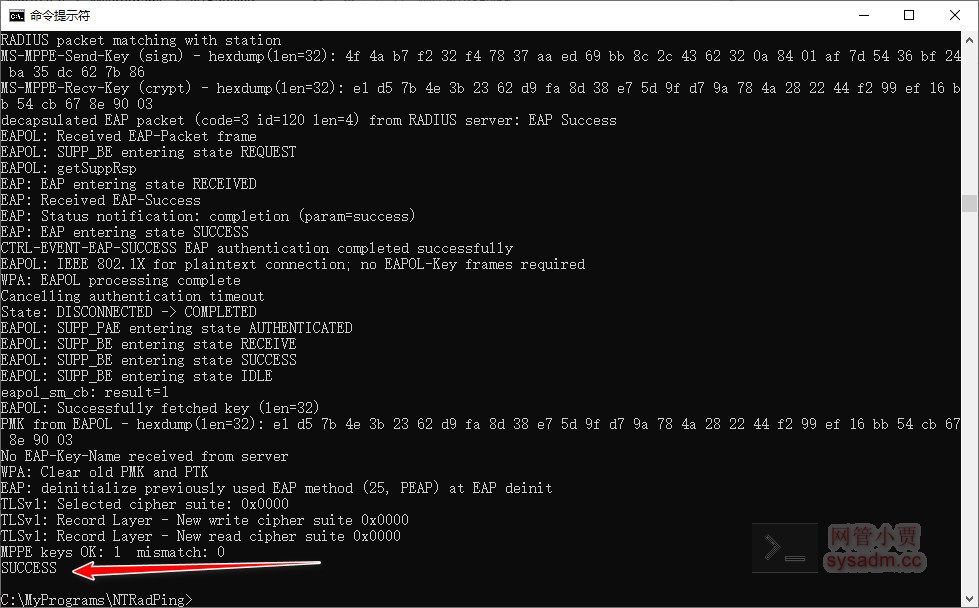 命令提示符
RADIUS packet matching with station
MS-MPPE-Send-Key (sign) - hexdump(len=32): 4f 4a b7 f2 32 f4 78 37 aa ed 69 bb 8c 2c 43 62 32 0a 84 01 af 7d 54 36 bf 24
ba 35 dc 62 7b 86
MS-MPPE-Recv-Key (crypt) - hexdump(len=32): e1 d5 7b 4e 3b 23 62 d9 fa 8d 38 e7 5d 9f d7 9a 78 4a 28 22 44 f2 99 ef 16 b
b 54 cb 67 8e 90 03
decapsulated EAP packet (code=3 id=120 len=4) from RADIUS server: EAP Success
EAPOL: Received EAP-Packet frame
EAPOL: SUPP_BE entering state REQUEST
EAPOL: getSuppRsp
EAP: EAP entering state RECEIVED
EAP: Received EAP-Success
EAP: Status notification: completion (param=success)
EAP: EAP entering state SUCCESS
CTRL-EVENT-EAP-SUCCESS EAP authentication completed successfully
EAPOL: IEEE 802.1X for plaintext connection; no EAPOL-Key frames required
WPA: EAPOL processing complete
Cancelling authentication timeout
State: DISCONNECTED -> COMPLETED
EAPOL: SUPP_PAE entering state AUTHENTICATED
EAPOL: SUPP_BE entering state RECEIVE
EAPOL: SUPP_BE entering state SUCCESS
EAPOL: SUPP_BE entering state IDLE
eapol_sm_cb: result=1
EAPOL: Successfully fetched key (len=32)
PMK from EAPOL - hexdump(len=32): e1 d5 7b 4e 3b 23 62 d9 fa 8d 38 e7 5d 9f d7 9a 78 4a 28 22 44 f2 99 ef 16 bb 54 cb 67
8e 90 03
No EAP-Key-Name received from server
WPA: Clear old PMK and PTK
EAP: deinitialize previously used EAP method (25, PEAP) at EAP deinit
TLSv1: Selected cipher suite: 0x0000
TLSv1: Record Layer - New write cipher suite 0x0000
TLSv1: Record Layer - New read cipher suite 0x0000
MPPE keys OK: 1  mismatch: 0
SUCCESS
C:\MyPrograms\NTRadPing>
网管小贾
sysadm.cc